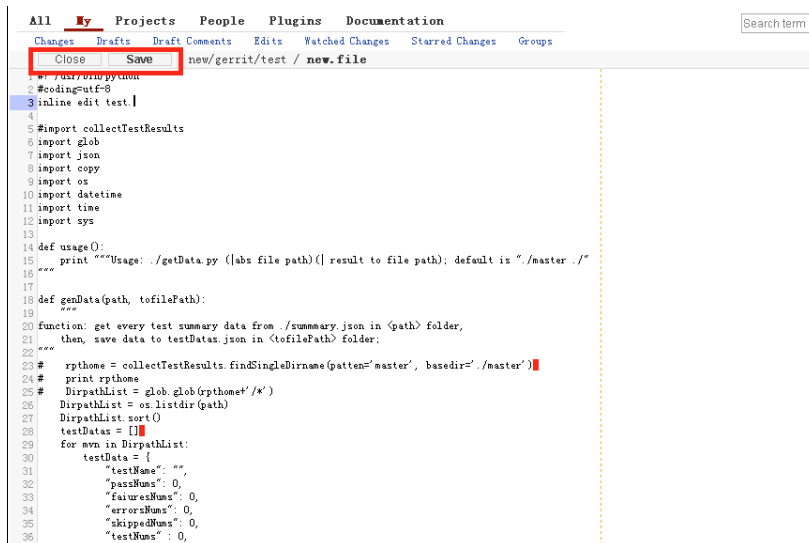 All My Projects People Plugins Documentation
Search term
Changes Drafts Draft Comments Edits Watched Changes Starred Changes Groups
Close Save new/gerrit/test / new.file
1 #! /usr/bin/python
2 #coding=utf-8
3 inline edit test.
4
5 #import collectTestResults
6 import glob
7 import json
8 import copy
9 import os
10 import datetime
11 import time
12 import sys
13
14 def usage():
15 print """Usage: ./getData.py (|abs file path)(| result to file path); default is "./master ./"
16 """
17
18 def genData(path, tofilePath):
19 """
20 function: get every test summary data from ./summmary.json in <path> folder,
21 then, save data to testDatas.json in <tofilePath> folder;
22 """
23 # rpthome = collectTestResults.findSingleDirname(patten='master', basedir='./master')
24 # print rpthome
25 # DirpathList = glob.glob(rpthome+'/*')
26 DirpathList = os.listdir(path)
27 DirpathList.sort()
28 testDatas = []
29 for mvn in DirpathList:
30 testData = {
31 "testName": "",
32 "passNums": 0,
33 "faiuresNums": 0,
34 "errorsNums": 0,
35 "skippedNums": 0,
36 "testNums" : 0,